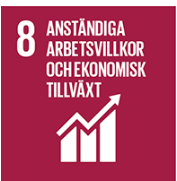 8 ANSTÄNDIGA
ARBETSVILLKOR
OCH EKONOMISK
TILLVÄXT